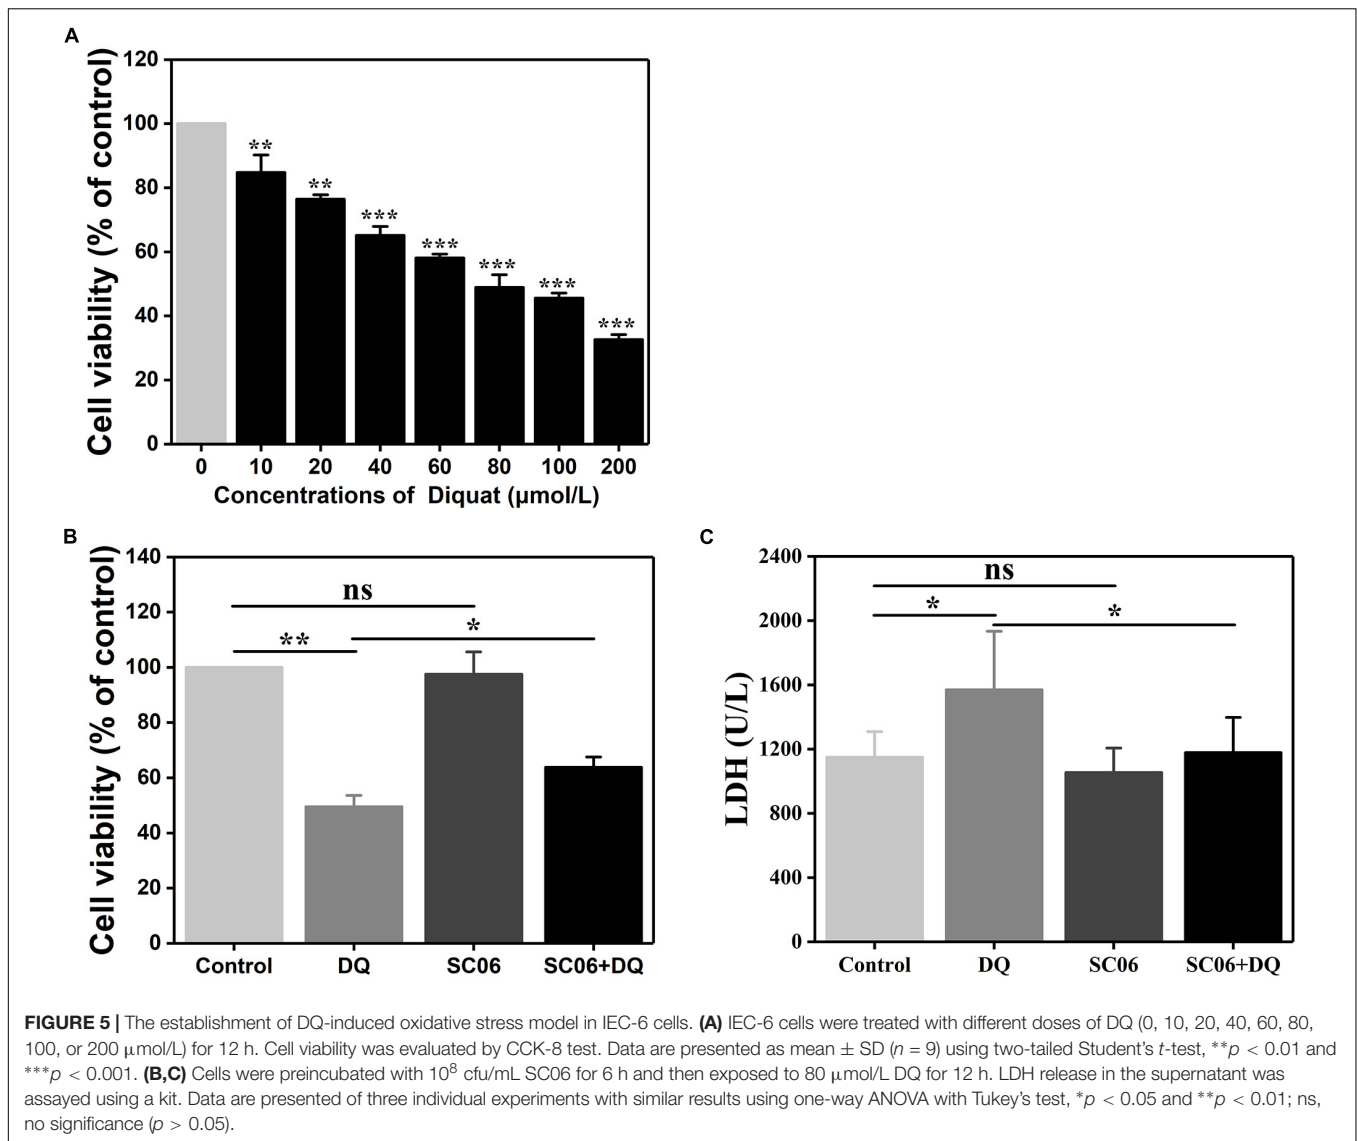 A
120
100
80
60
40
20
0
Cell viability (% of control)
**
**
***
***
***
***
***
0 10 20 40 60 80 100 200
Concentrations of Diquat (μmol/L)
B
140
120
100
80
60
40
20
0
Cell viability (% of control)
ns
**
*
Control DQ SC06 SC06+DQ
C
2400
2000
1600
1200
800
400
0
LDH (U/L)
ns
*
*
Control DQ SC06 SC06+DQ
FIGURE 5 | The establishment of DQ-induced oxidative stress model in IEC-6 cells. (A) IEC-6 cells were treated with different doses of DQ (0, 10, 20, 40, 60, 80,
100, or 200 μmol/L) for 12 h. Cell viability was evaluated by CCK-8 test. Data are presented as mean ± SD (n = 9) using two-tailed Student's t-test, **p < 0.01 and
***p < 0.001. (B,C) Cells were preincubated with 10⁸ cfu/mL SC06 for 6 h and then exposed to 80 μmol/L DQ for 12 h. LDH release in the supernatant was
assayed using a kit. Data are presented of three individual experiments with similar results using one-way ANOVA with Tukey's test, *p < 0.05 and **p < 0.01; ns,
no significance (p > 0.05).